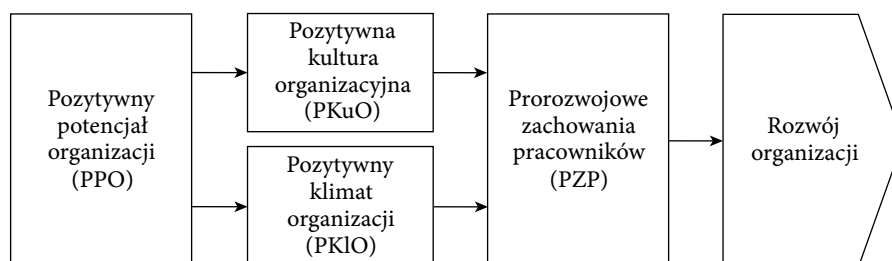 Pozytywny
potencjał
organizacji
(PPO)
Pozytywna
kultura
organizacyjna
(PKuO)
Pozytywny
klimat
organizacji
(PKlO)
Prorozwojowe
zachowania
pracowników
(PZP)
Rozwój
organizacji